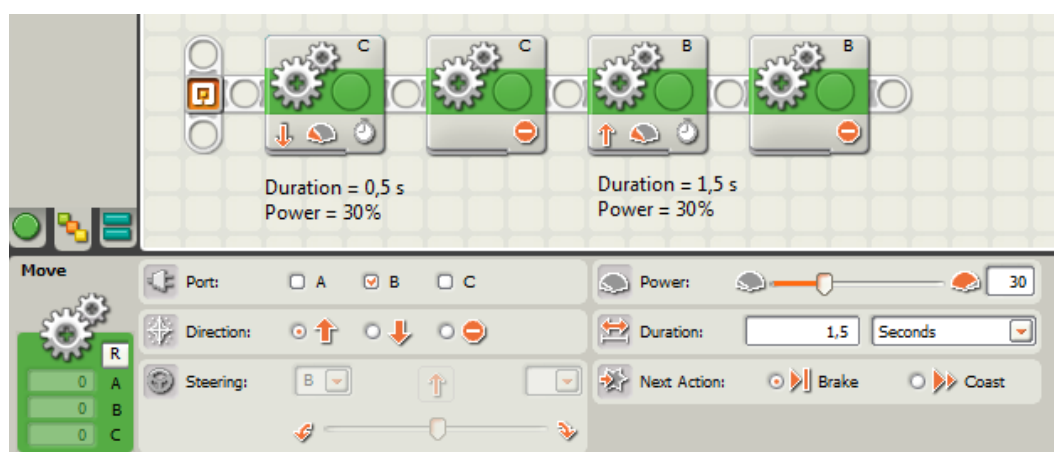 C
C
B
B
Duration = 0,5 s
Power = 30%
Duration = 1,5 s
Power = 30%
Move
R
0 A
0 B
0 C
Port: A B C
Direction:
Steering: B
Power: 30
Duration: 1,5 Seconds
Next Action: Brake Coast